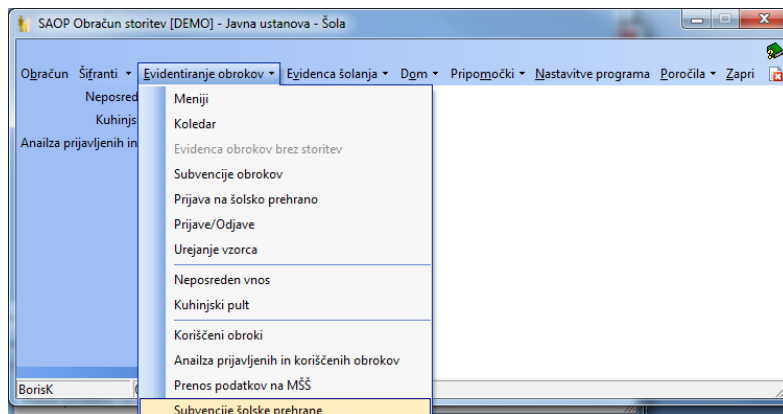 SAOP Obračun storitev [DEMO] - Javna ustanova - Šola
Obračun Šifranti Evidentiranje obrokov Evidenca šolanja Dom Pripomočki Nastavitve programa Poročila Zapri
Neposred
Kuhinjs
Anailza prijavljenih in
Meniji
Koledar
Evidenca obrokov brez storitev
Subvencije obrokov
Prijava na šolsko prehrano
Prijave/Odjave
Urejanje vzorca
Neposreden vnos
Kuhinjski pult
Koriščeni obroki
Anailza prijavljenih in koriščenih obrokov
Prenos podatkov na MŠŠ
Subvencije šolske prehrane
BorisK